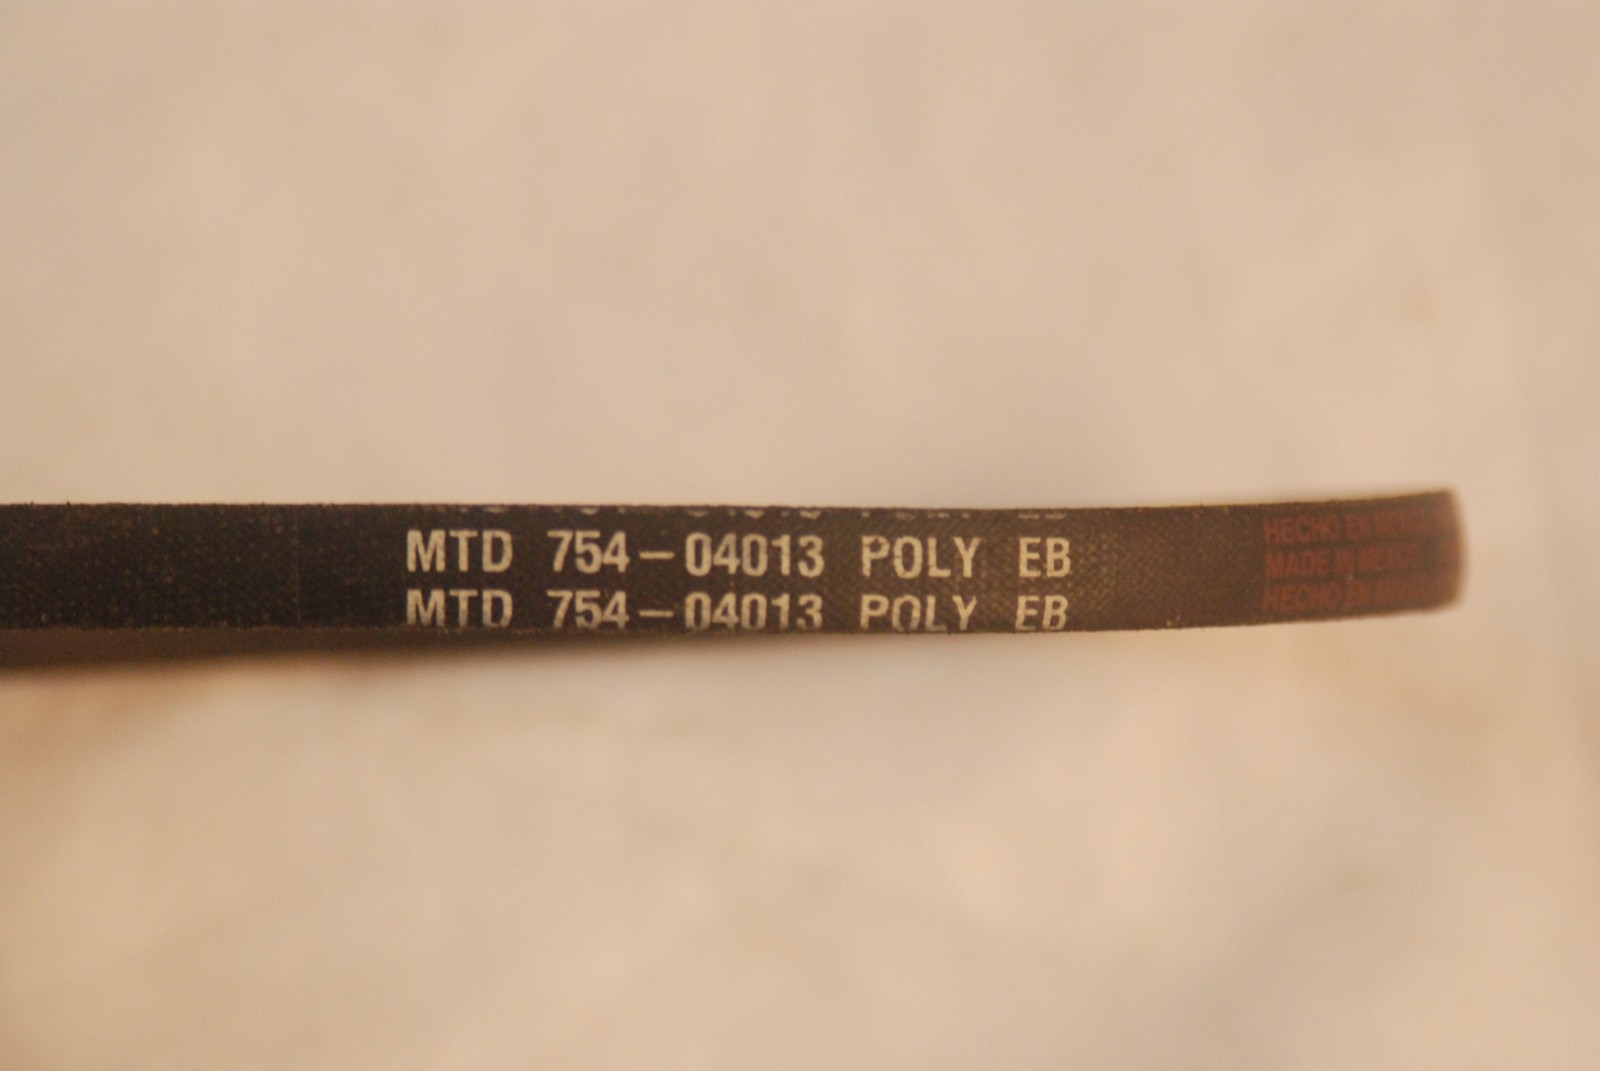 MTD 754-04013 POLY EB
MTD 754-04013 POLY EB
HECHO EN MEXICO
MADE IN MEXICO
HECHO EN MEXICO